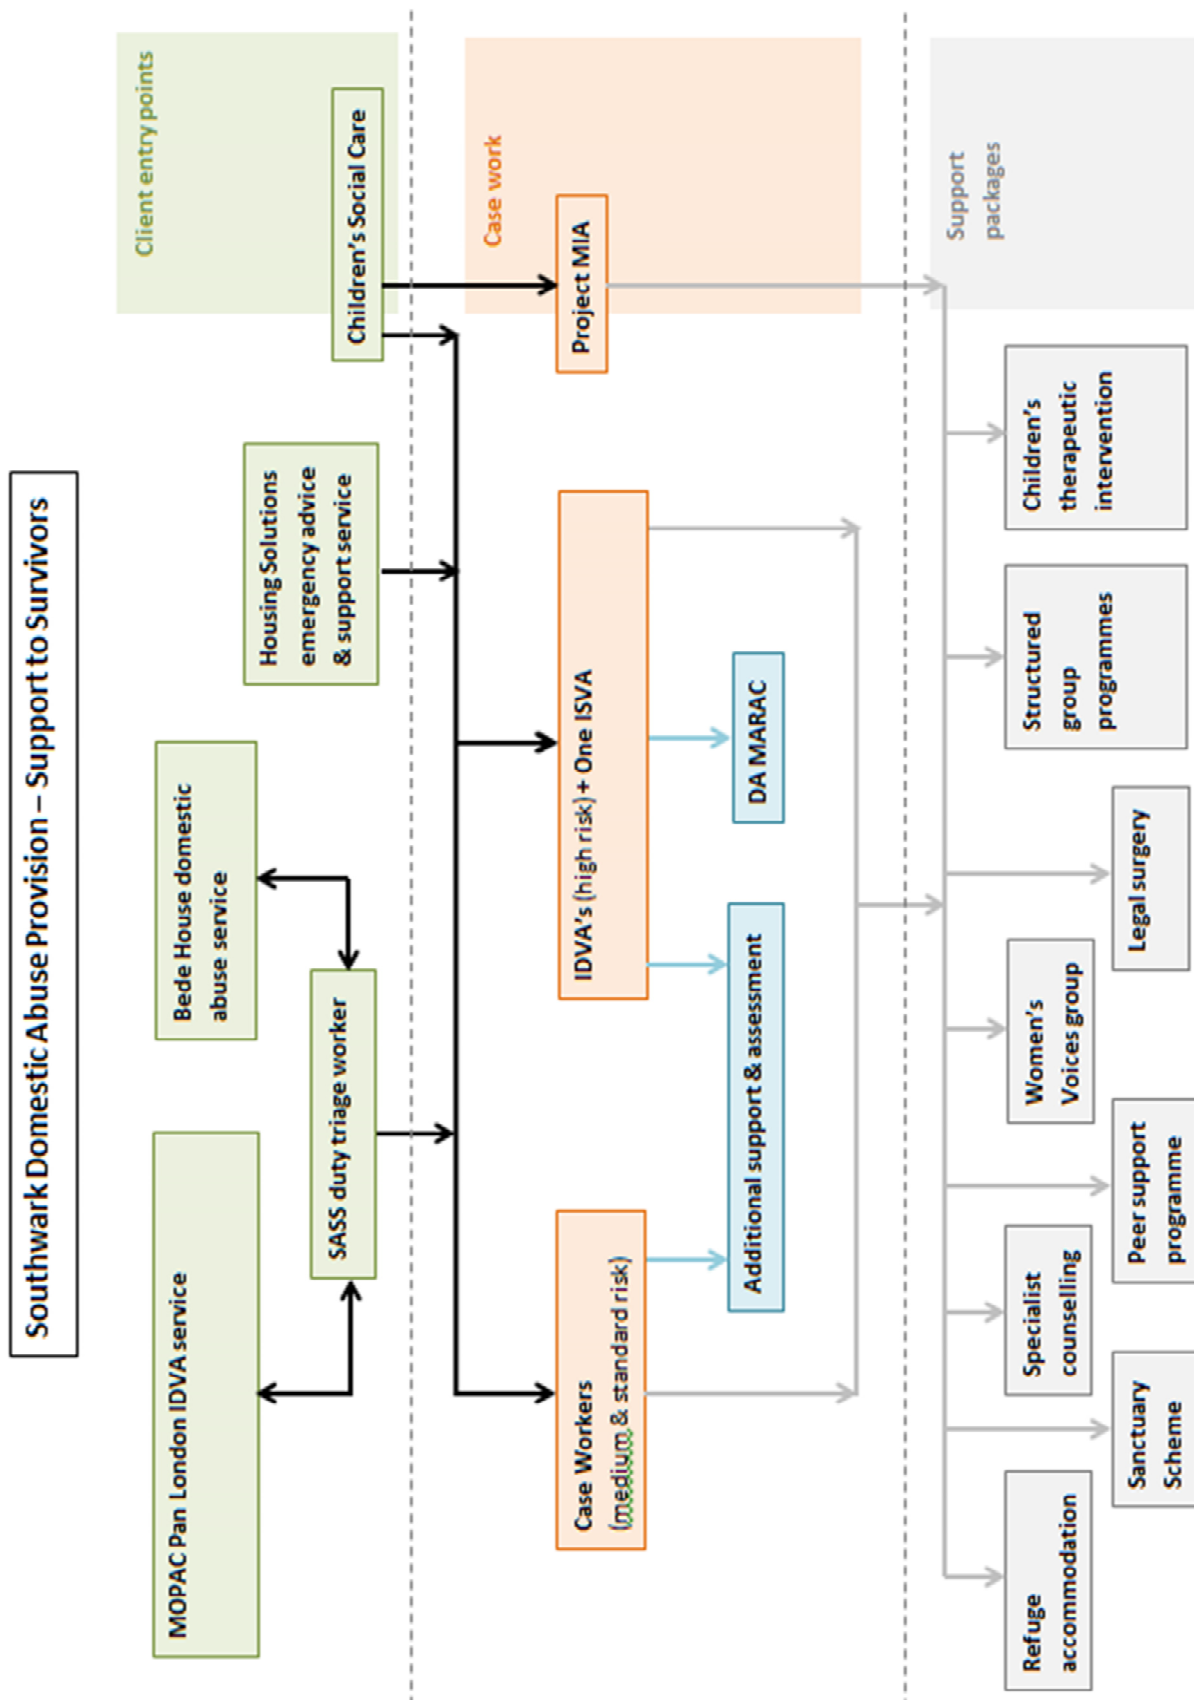 Southwark Domestic Abuse Provision – Support to Survivors
Client entry points
MOPAC Pan London IDVA service
Bede House domestic
abuse service
Housing Solutions
emergency advice
& support service
SASS duty triage worker
Children's Social Care
Case work
Case Workers
(medium & standard risk)
IDVA's (high risk) + One ISVA
Project MIA
Additional support & assessment
DA MARAC
Support
packages
Refuge
accommodation
Sanctuary
Scheme
Specialist
counselling
Peer support
programme
Women's
Voices group
Legal surgery
Structured
group
programmes
Children's
therapeutic
intervention